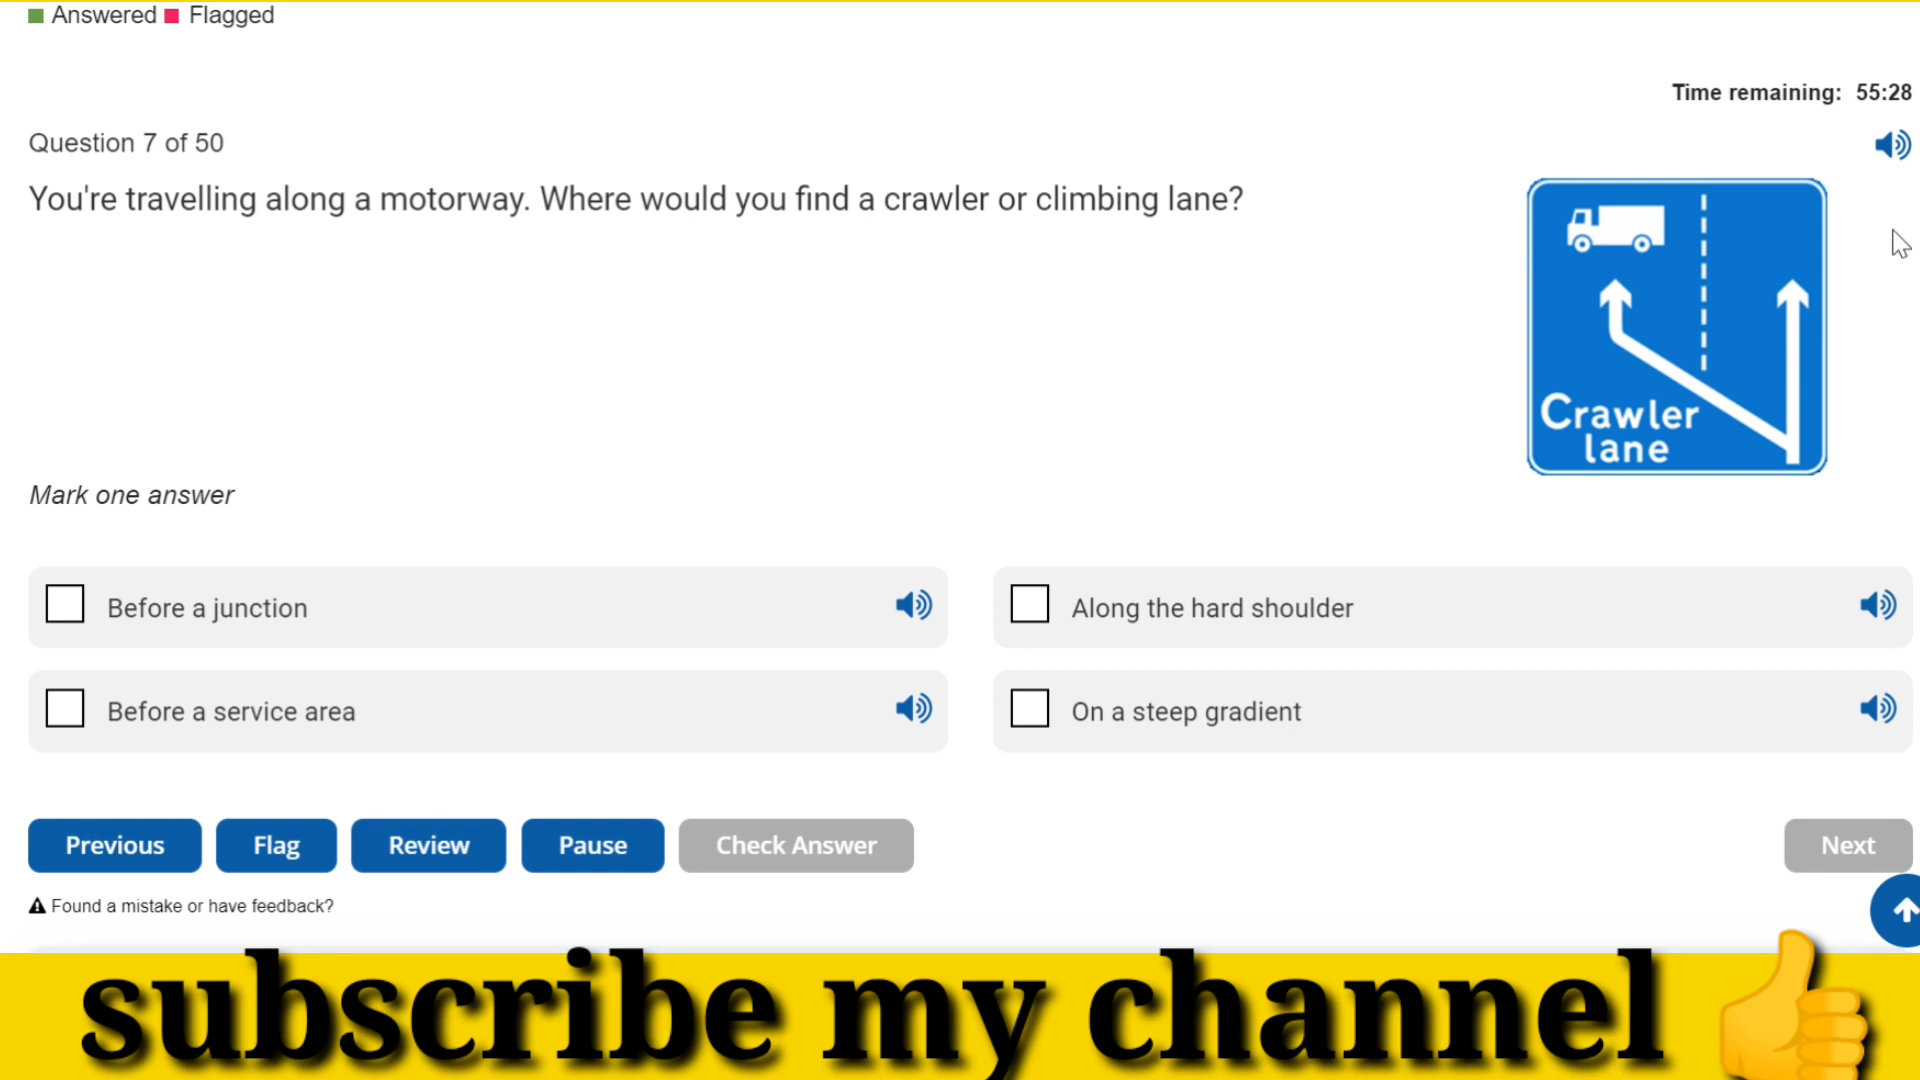 Answered Flagged
Time remaining: 55:28
Question 7 of 50
You're travelling along a motorway. Where would you find a crawler or climbing lane?
Crawler
lane
Mark one answer
Before a junction
Along the hard shoulder
Before a service area
On a steep gradient
Previous Flag Review Pause Check Answer Next
Found a mistake or have feedback?
subscribe my channel